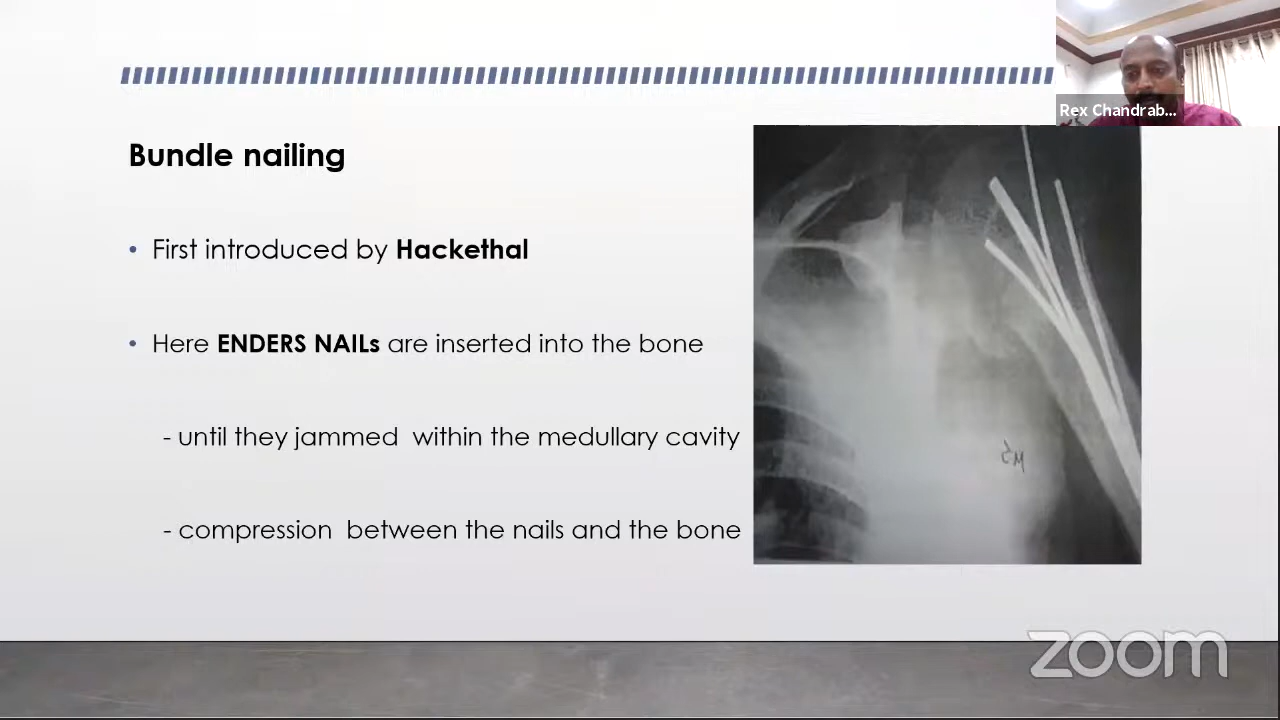 Rex Chandrab...
Bundle nailing
• First introduced by Hackethal
• Here ENDERS NAILs are inserted into the bone
- until they jammed within the medullary cavity
- compression between the nails and the bone
zoom